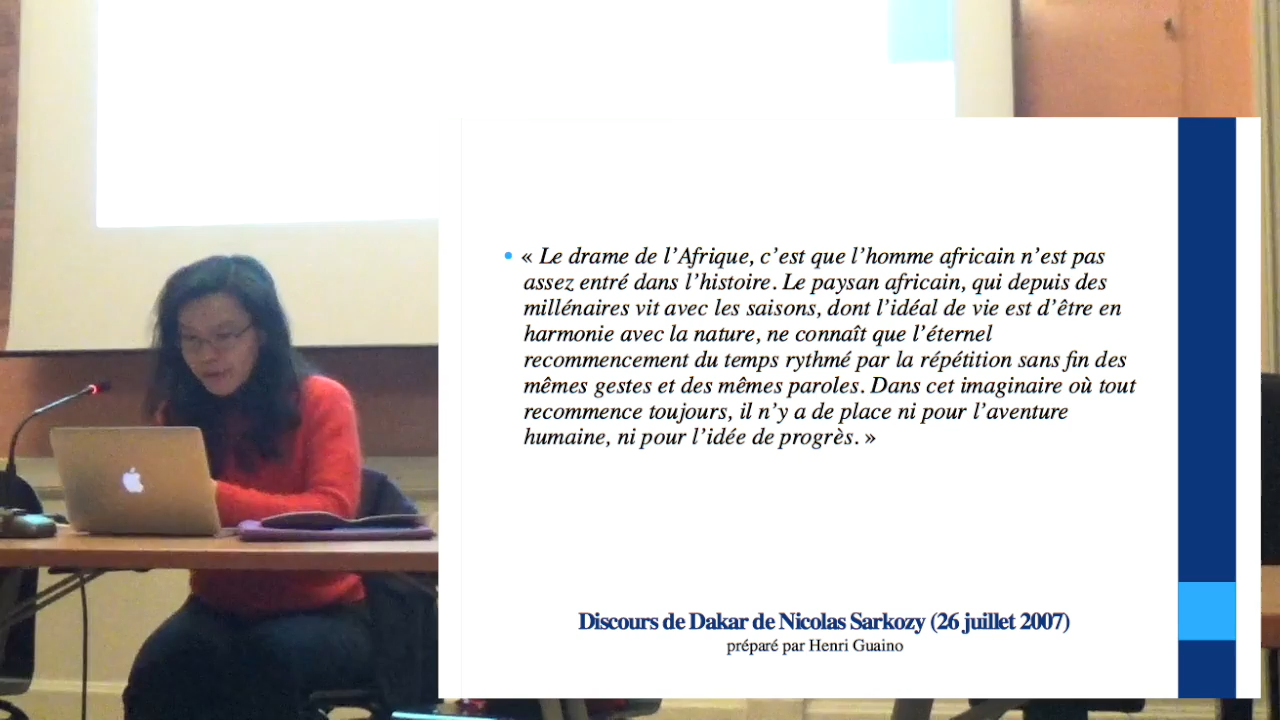 • « Le drame de l’Afrique, c’est que l’homme africain n’est pas
assez entré dans l’histoire. Le paysan africain, qui depuis des
millénaires vit avec les saisons, dont l’idéal de vie est d’être en
harmonie avec la nature, ne connaît que l’éternel
recommencement du temps rythmé par la répétition sans fin des
mêmes gestes et des mêmes paroles. Dans cet imaginaire où tout
recommence toujours, il n’y a de place ni pour l’aventure
humaine, ni pour l’idée de progrès. »
Discours de Dakar de Nicolas Sarkozy (26 juillet 2007)
préparé par Henri Guaino